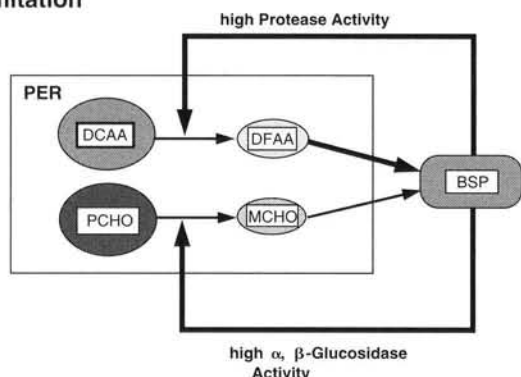 high Protease Activity
PER
DCAA
DFAA
BSP
PCHO
MCHO
high α, β-Glucosidase
Activity